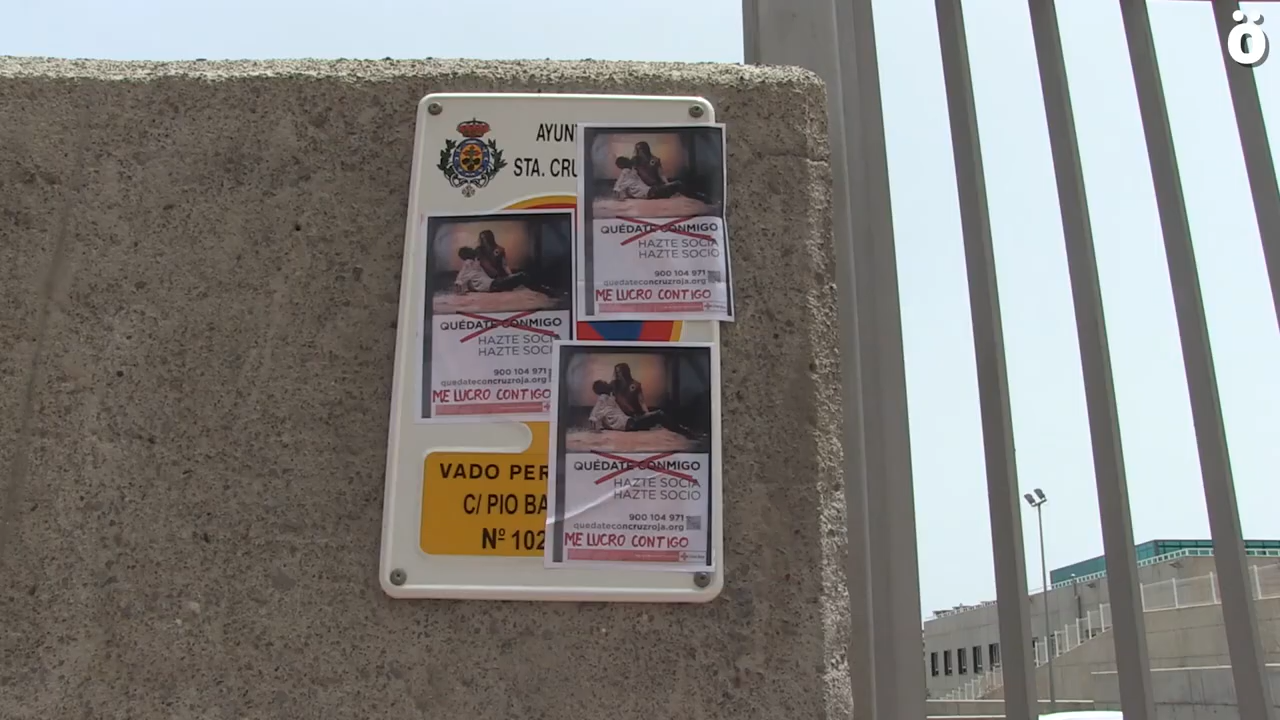 AYUN
STA. CRU
QUÉDATE CONMIGO
HAZTE SOCIA
HAZTE SOCIO
900 104 971
quedateconcruzroja.org
ME LUCRO CONTIGO
QUÉDATE CONMIGO
HAZTE SOCI
HAZTE SOCI
900 104 971
quedateconcruzroja.org
ME LUCRO CONTIGO
QUÉDATE CONMIGO
HAZTE SOCIA
HAZTE SOCIO
900 104 971
quedateconcruzroja.org
ME LUCRO CONTIGO
VADO PER
C/ PIO BA
Nº 102
ö